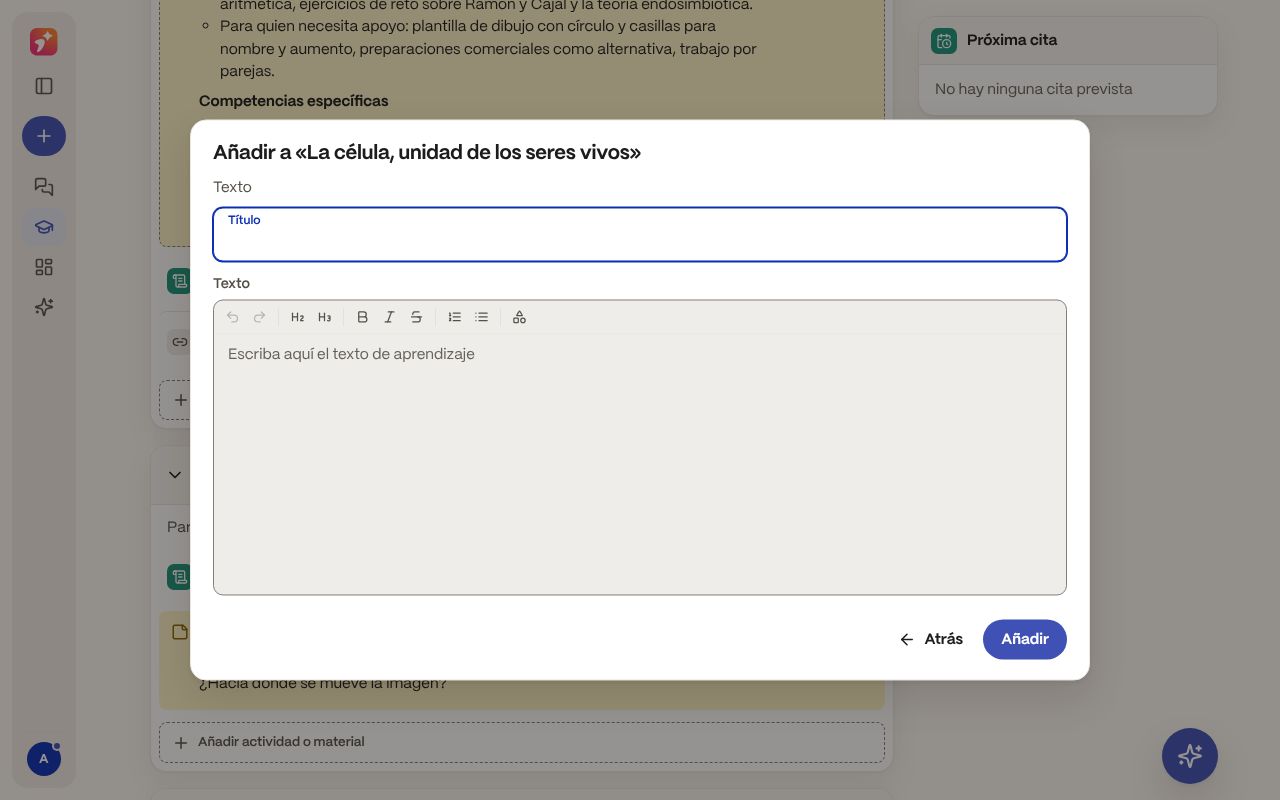 aritmética, ejercicios de reto sobre Ramón y Cajal y la teoría endosimbiótica.
Para quien necesita apoyo: plantilla de dibujo con círculo y casillas para
nombre y aumento, preparaciones comerciales como alternativa, trabajo por
parejas.
Competencias específicas
Próxima cita
No hay ninguna cita prevista
Añadir a «La célula, unidad de los seres vivos»
Texto
Título
Texto
H2 H3 B I S
Escriba aquí el texto de aprendizaje
Par
Atrás
Añadir
¿Hacia dónde se mueve la imagen?
Añadir actividad o material
A